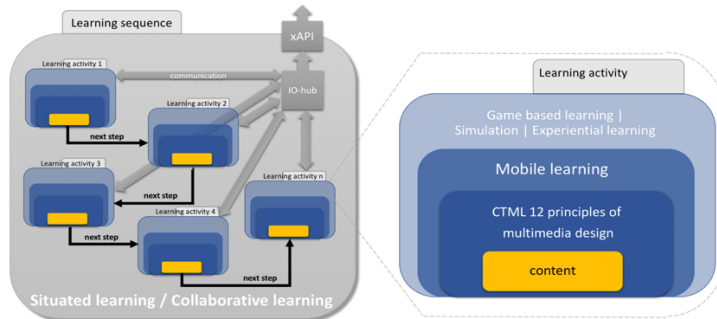 Learning sequence
xAPI
Learning activity 1
communication
IO-hub
Learning activity 2
next step
Learning activity 3
next step
Learning activity n
Learning activity 4
next step
next step
Situated learning / Collaborative learning
Learning activity
Game based learning |
Simulation | Experiential learning
Mobile learning
CTML 12 principles of
multimedia design
content